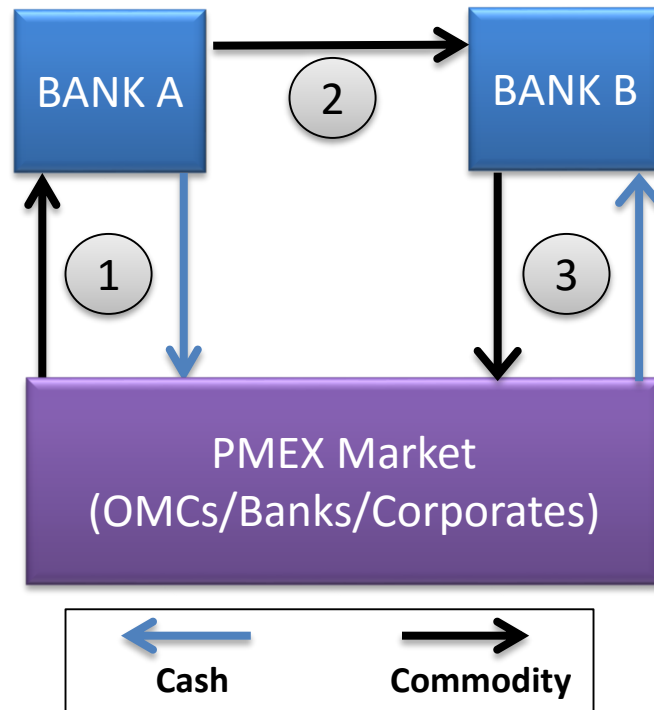 BANK A
2
BANK B
1
3
PMEX Market
(OMCs/Banks/Corporates)
Cash
Commodity